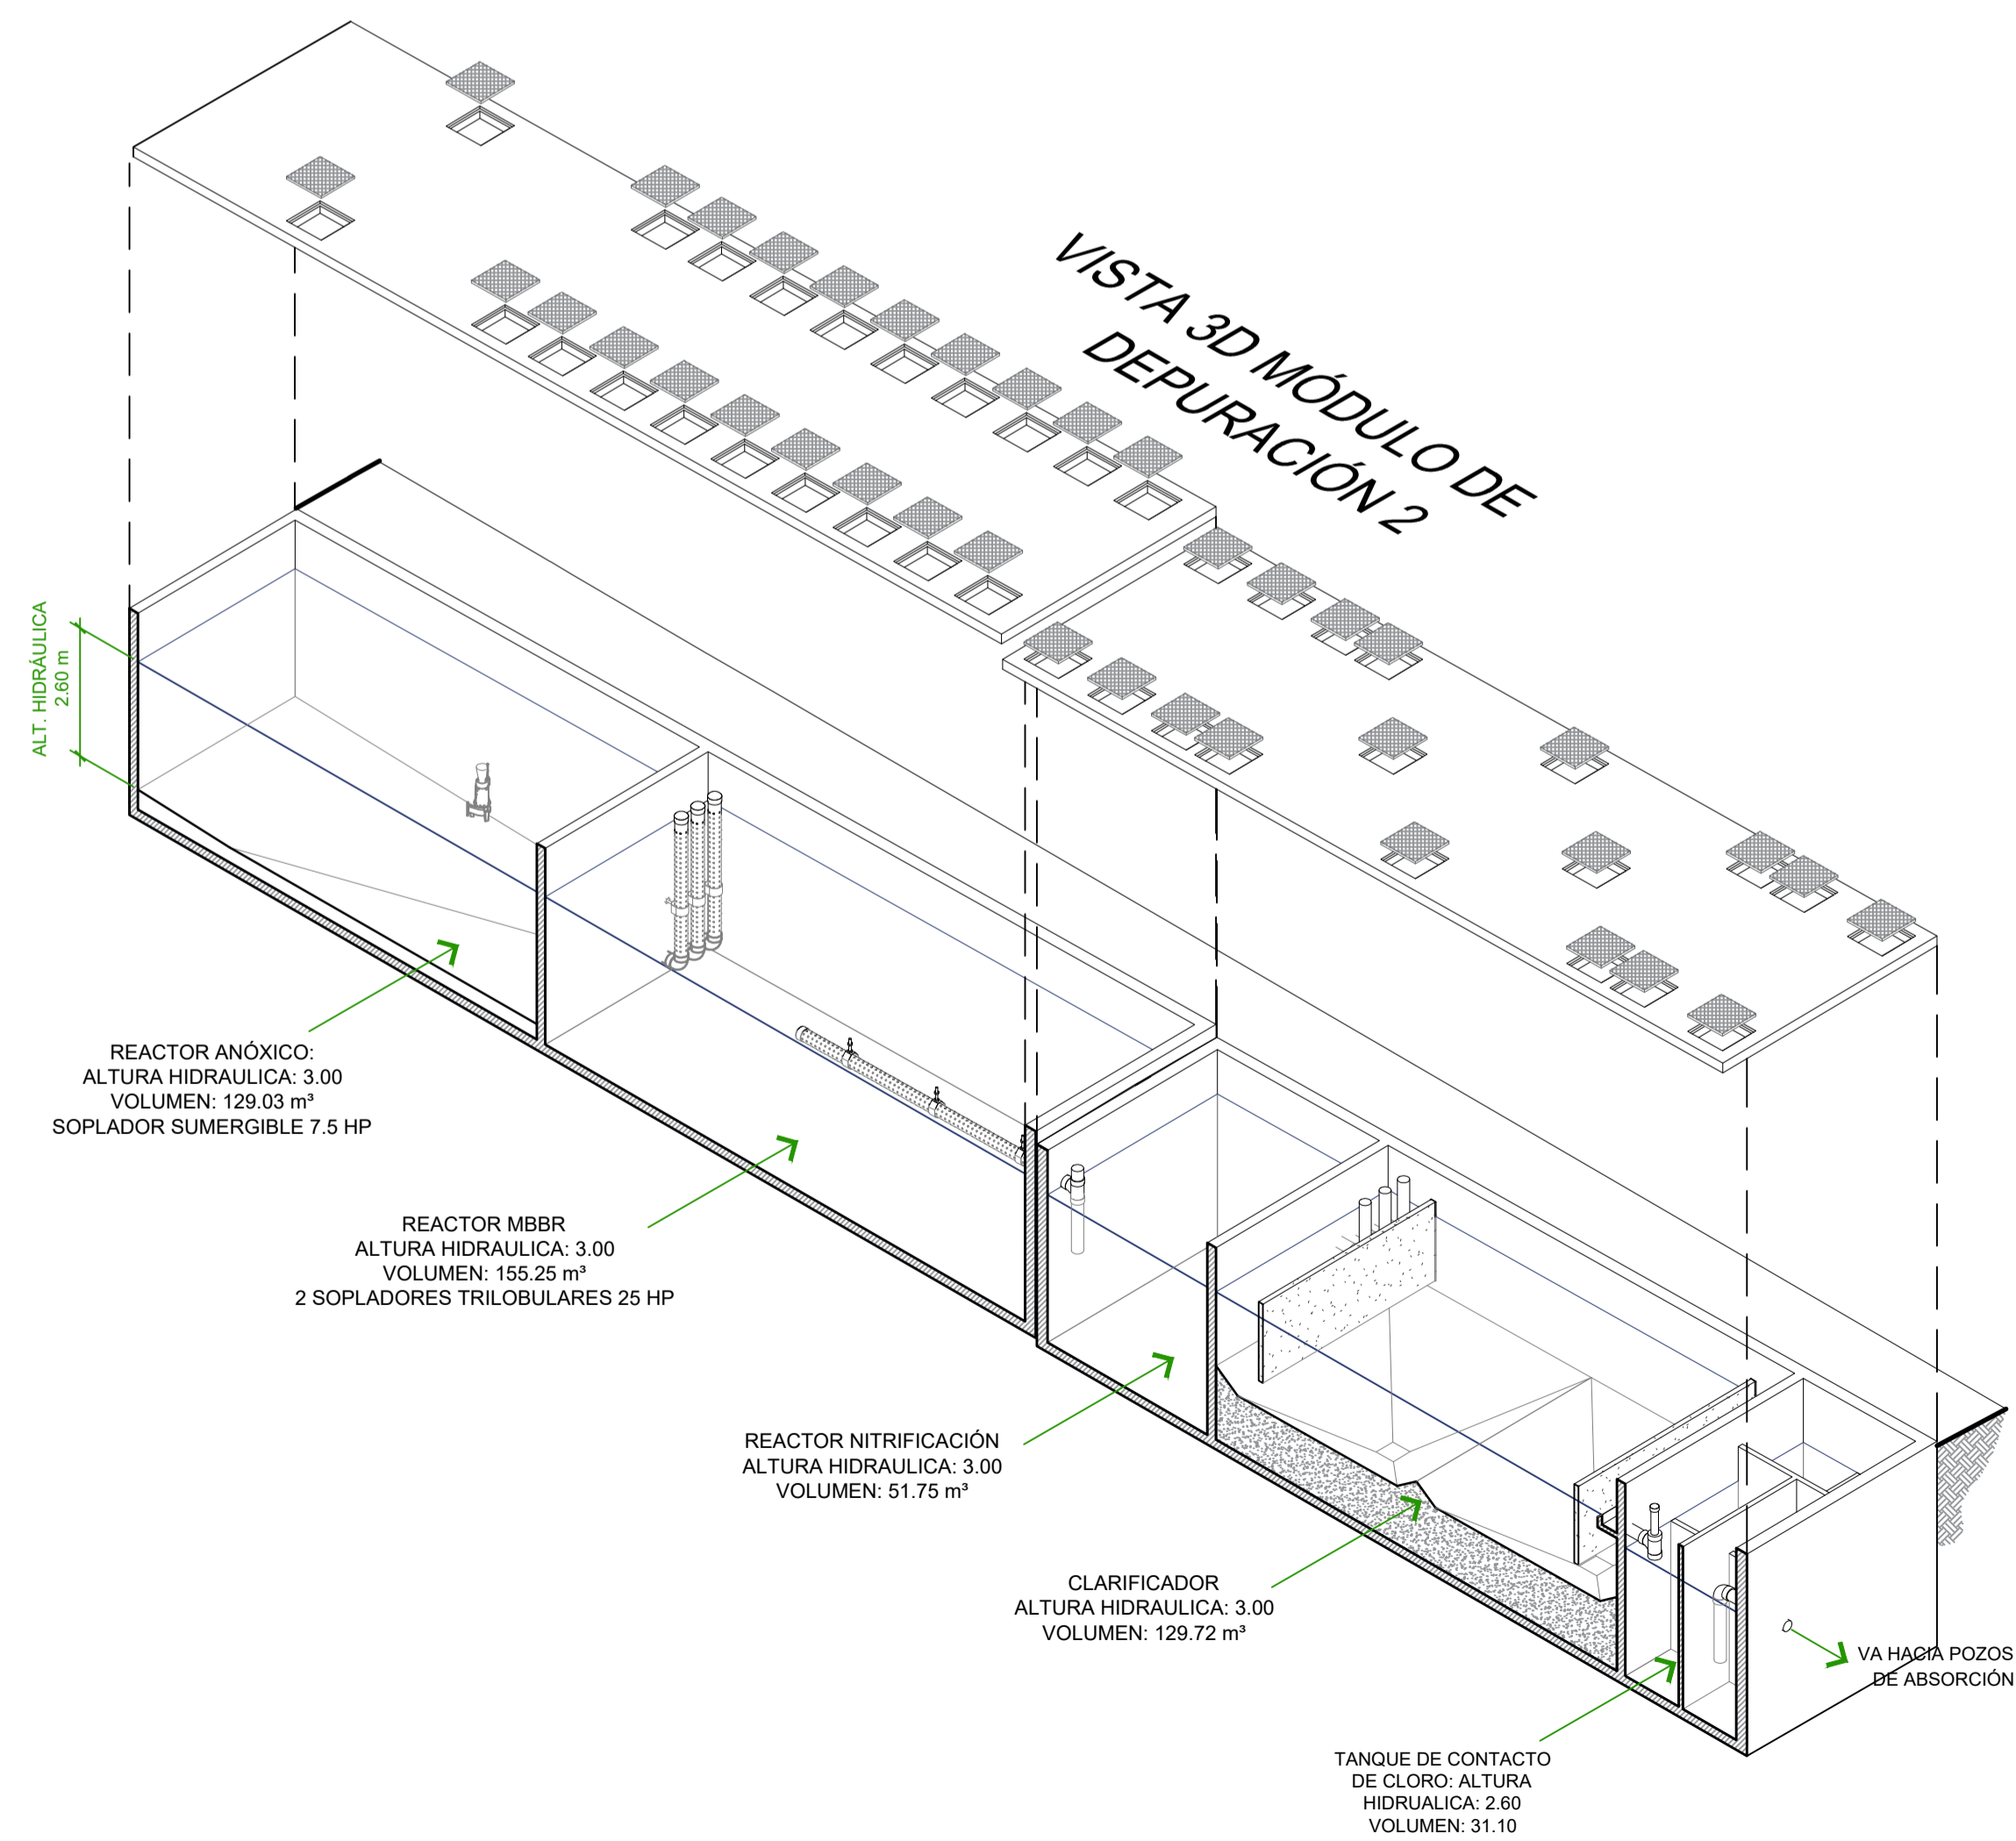 VISTA 3D MÓDULO DE
DEPURACIÓN 2
ALT. HIDRÁULICA
2.60 m
REACTOR ANÓXICO:
ALTURA HIDRAULICA: 3.00
VOLUMEN: 129.03 m³
SOPLADOR SUMERGIBLE 7.5 HP
REACTOR MBBR
ALTURA HIDRAULICA: 3.00
VOLUMEN: 155.25 m³
2 SOPLADORES TRILOBULARES 25 HP
REACTOR NITRIFICACIÓN
ALTURA HIDRAULICA: 3.00
VOLUMEN: 51.75 m³
CLARIFICADOR
ALTURA HIDRAULICA: 3.00
VOLUMEN: 129.72 m³
VA HACIA POZOS
DE ABSORCIÓN
TANQUE DE CONTACTO
DE CLORO: ALTURA
HIDRUALICA: 2.60
VOLUMEN: 31.10